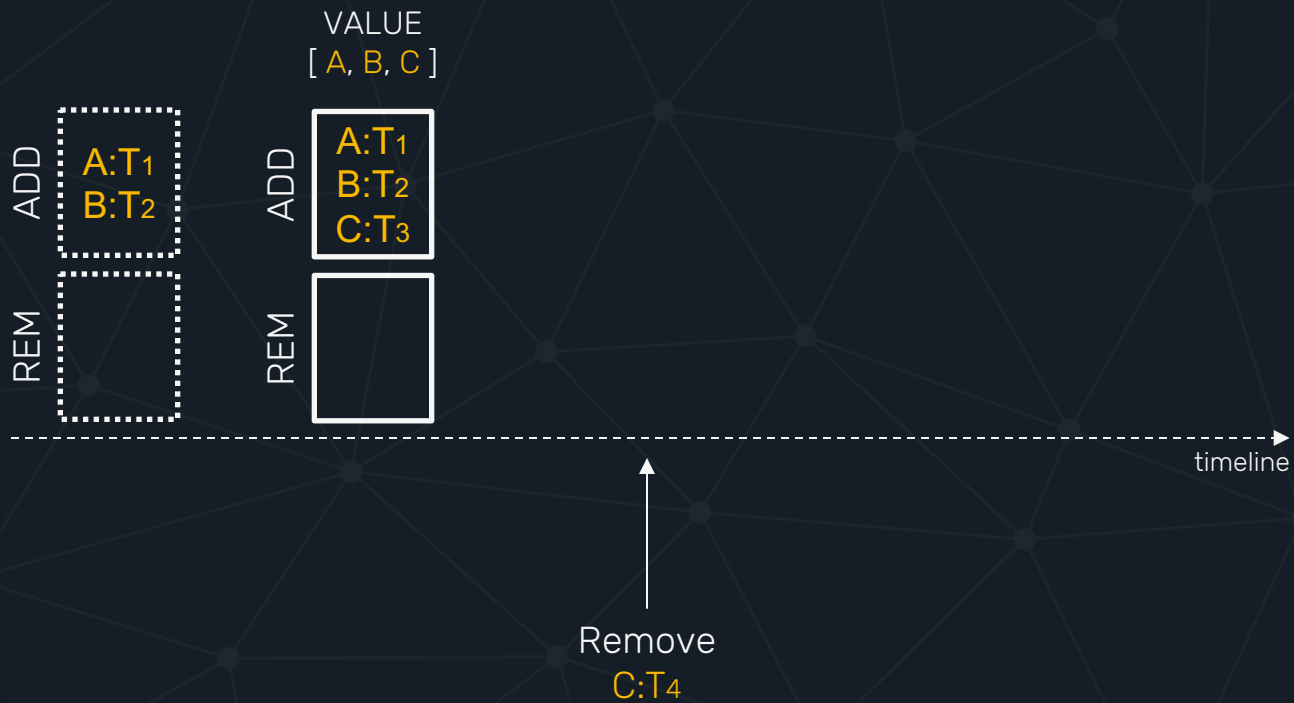 VALUE
[ A, B, C ]
ADD
A:T1
B:T2
REM
ADD
A:T1
B:T2
C:T3
REM
timeline
Remove
C:T4